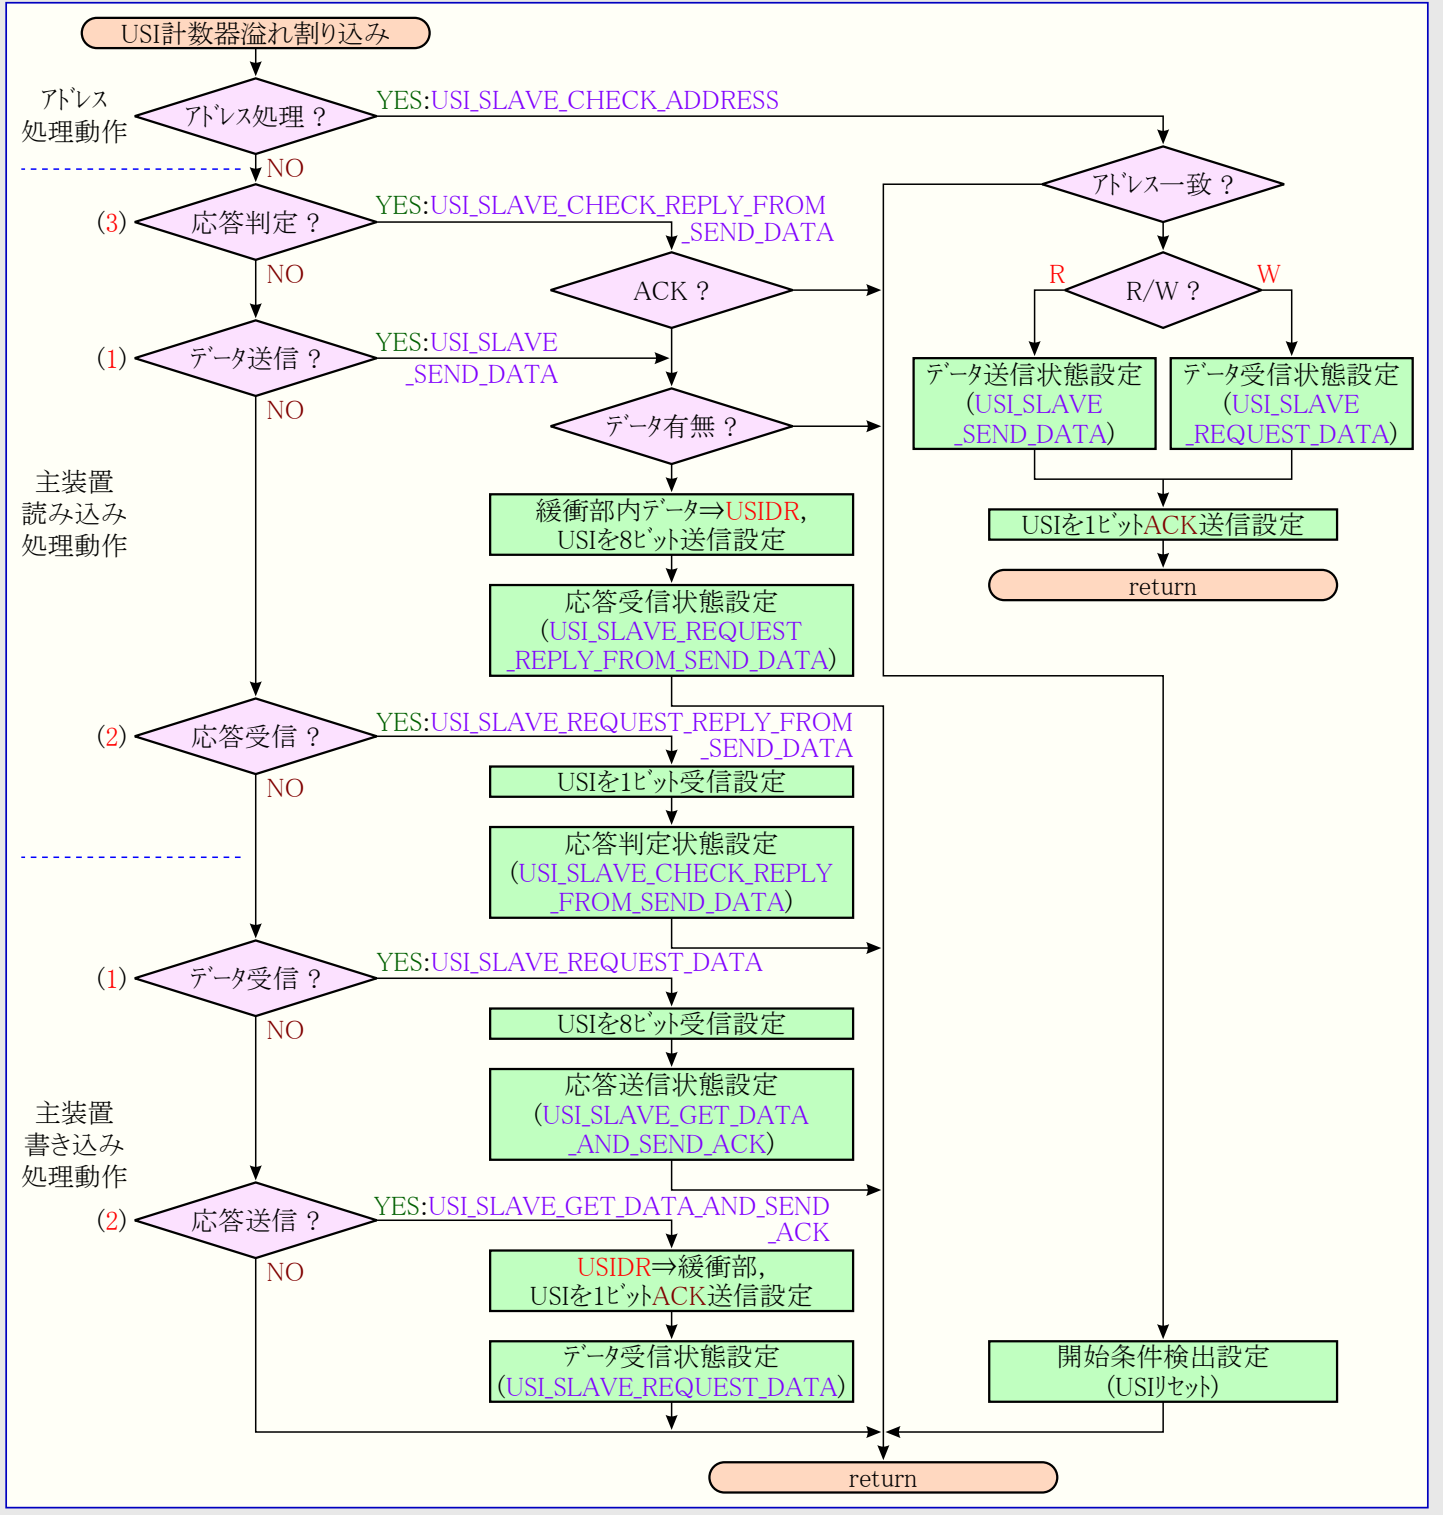 USI計数器溢れ割り込み
アドレス
処理動作
アドレス処理 ?
YES:USI_SLAVE_CHECK_ADDRESS
NO
アドレス一致 ?
(3)
応答判定 ?
YES:USI_SLAVE_CHECK_REPLY_FROM
_SEND_DATA
NO
ACK ?
R
R/W ?
W
(1)
データ送信 ?
YES:USI_SLAVE
_SEND_DATA
NO
データ送信状態設定
(USI_SLAVE
_SEND_DATA)
データ受信状態設定
(USI_SLAVE
_REQUEST_DATA)
データ有無 ?
主装置
読み込み
処理動作
緩衝部内データ⇒USIDR,
USIを8ビット送信設定
USIを1ビットACK送信設定
return
応答受信状態設定
(USI_SLAVE_REQUEST
_REPLY_FROM_SEND_DATA)
(2)
応答受信 ?
YES:USI_SLAVE_REQUEST_REPLY_FROM
_SEND_DATA
NO
USIを1ビット受信設定
応答判定状態設定
(USI_SLAVE_CHECK_REPLY
_FROM_SEND_DATA)
(1)
データ受信 ?
YES:USI_SLAVE_REQUEST_DATA
NO
USIを8ビット受信設定
応答送信状態設定
(USI_SLAVE_GET_DATA
_AND_SEND_ACK)
主装置
書き込み
処理動作
(2)
応答送信 ?
YES:USI_SLAVE_GET_DATA_AND_SEND
_ACK
NO
USIDR⇒緩衝部,
USIを1ビットACK送信設定
データ受信状態設定
(USI_SLAVE_REQUEST_DATA)
開始条件検出設定
(USIリセット)
return